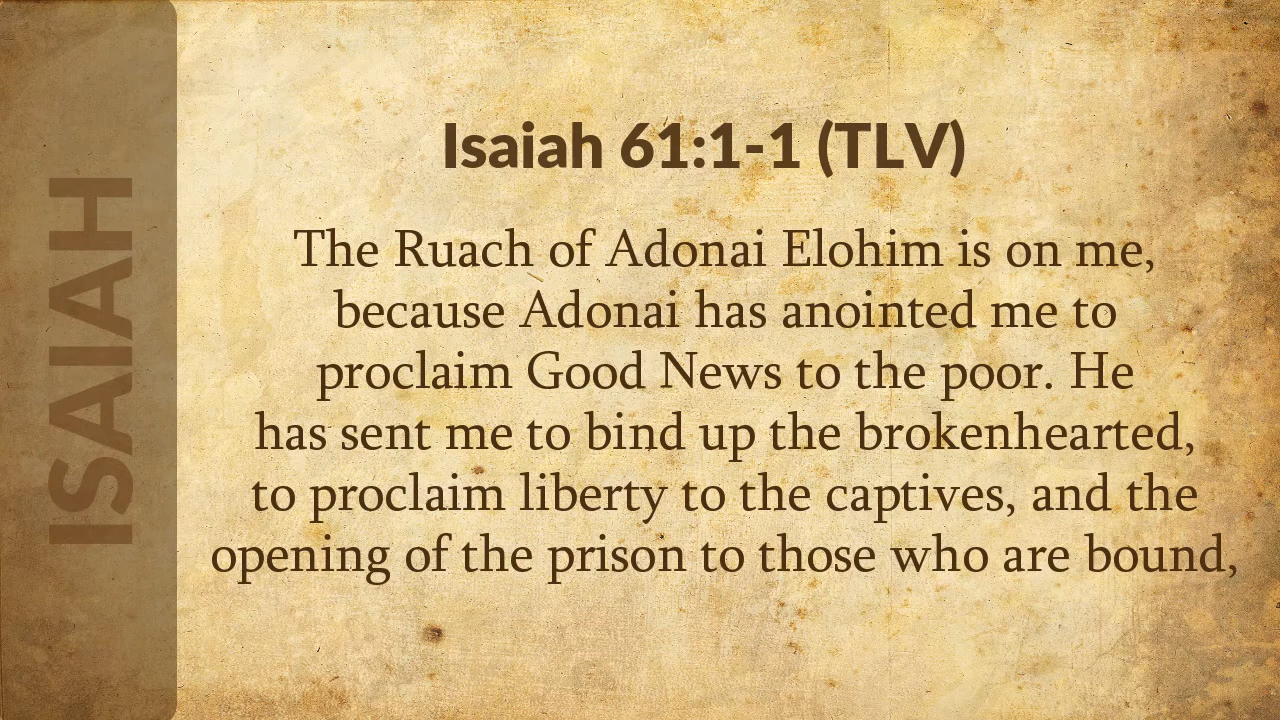 ISAIAH
Isaiah 61:1-1 (TLV)
The Ruach of Adonai Elohim is on me,
because Adonai has anointed me to
proclaim Good News to the poor. He
has sent me to bind up the brokenhearted,
to proclaim liberty to the captives, and the
opening of the prison to those who are bound,